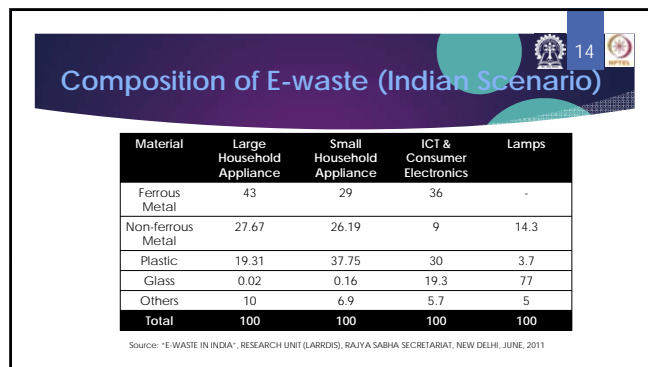 14
NPTEL
Composition of E-waste (Indian Scenario)
Material Large Household Appliance Small Household Appliance ICT & Consumer Electronics Lamps
Ferrous Metal 43 29 36 -
Non-ferrous Metal 27.67 26.19 9 14.3
Plastic 19.31 37.75 30 3.7
Glass 0.02 0.16 19.3 77
Others 10 6.9 5.7 5
Total 100 100 100 100
Source: "E-WASTE IN INDIA", RESEARCH UNIT (LARRDIS), RAJYA SABHA SECRETARIAT, NEW DELHI, JUNE, 2011